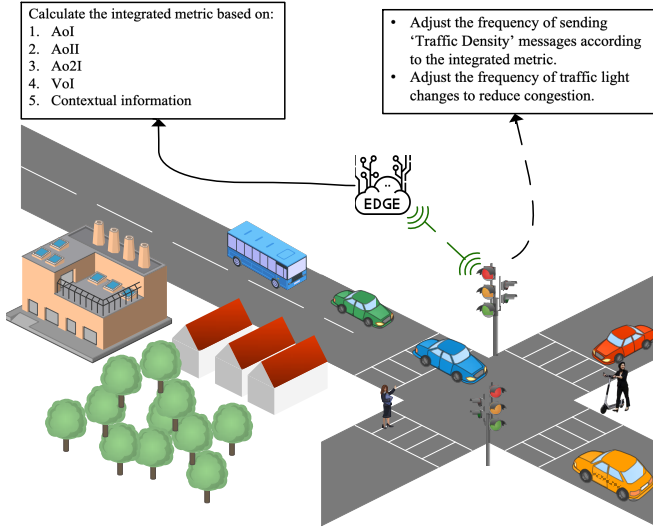 Calculate the integrated metric based on:
1. AoI
2. AoII
3. Ao2I
4. VoI
5. Contextual information
• Adjust the frequency of sending
‘Traffic Density’ messages according
to the integrated metric.
• Adjust the frequency of traffic light
changes to reduce congestion.
EDGE